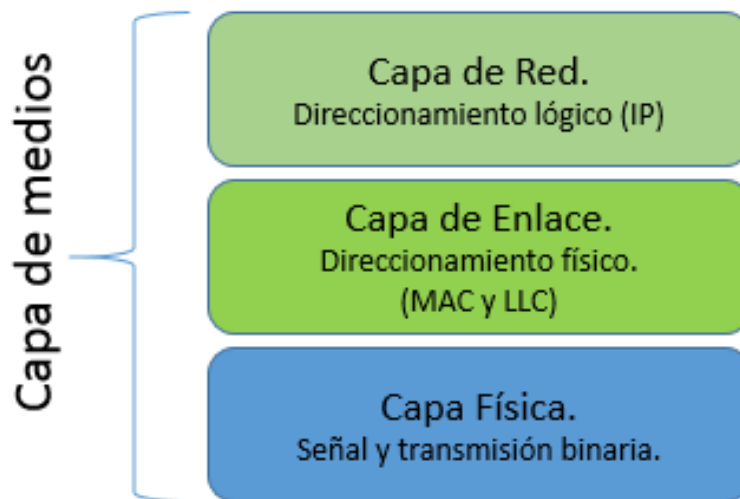 Capa de medios
Capa de Red.
Direccionamiento lógico (IP)
Capa de Enlace.
Direccionamiento físico.
(MAC y LLC)
Capa Física.
Señal y transmisión binaria.